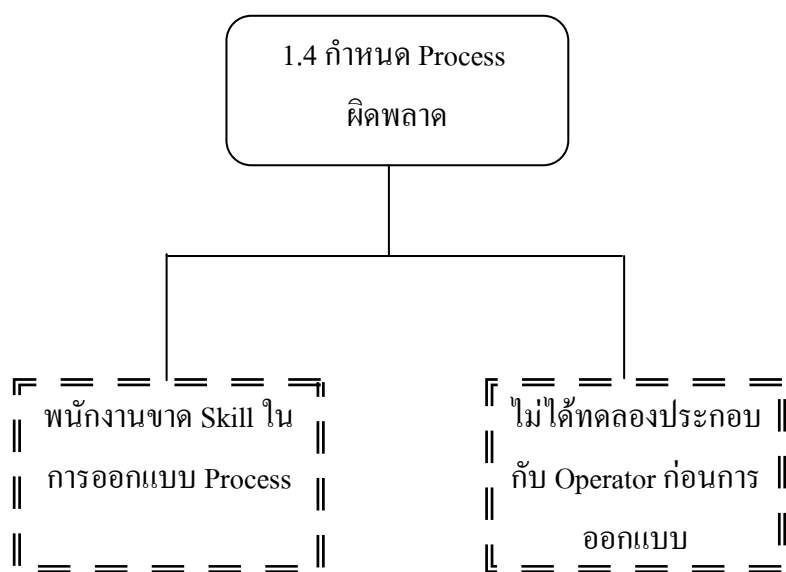 1.4 กำหนด Process
ผิดพลาด
พนักงานขาด Skill ใน
การออกแบบ Process
ไม่ได้ทดลองประกอบ
กับ Operator ก่อนการ
ออกแบบ